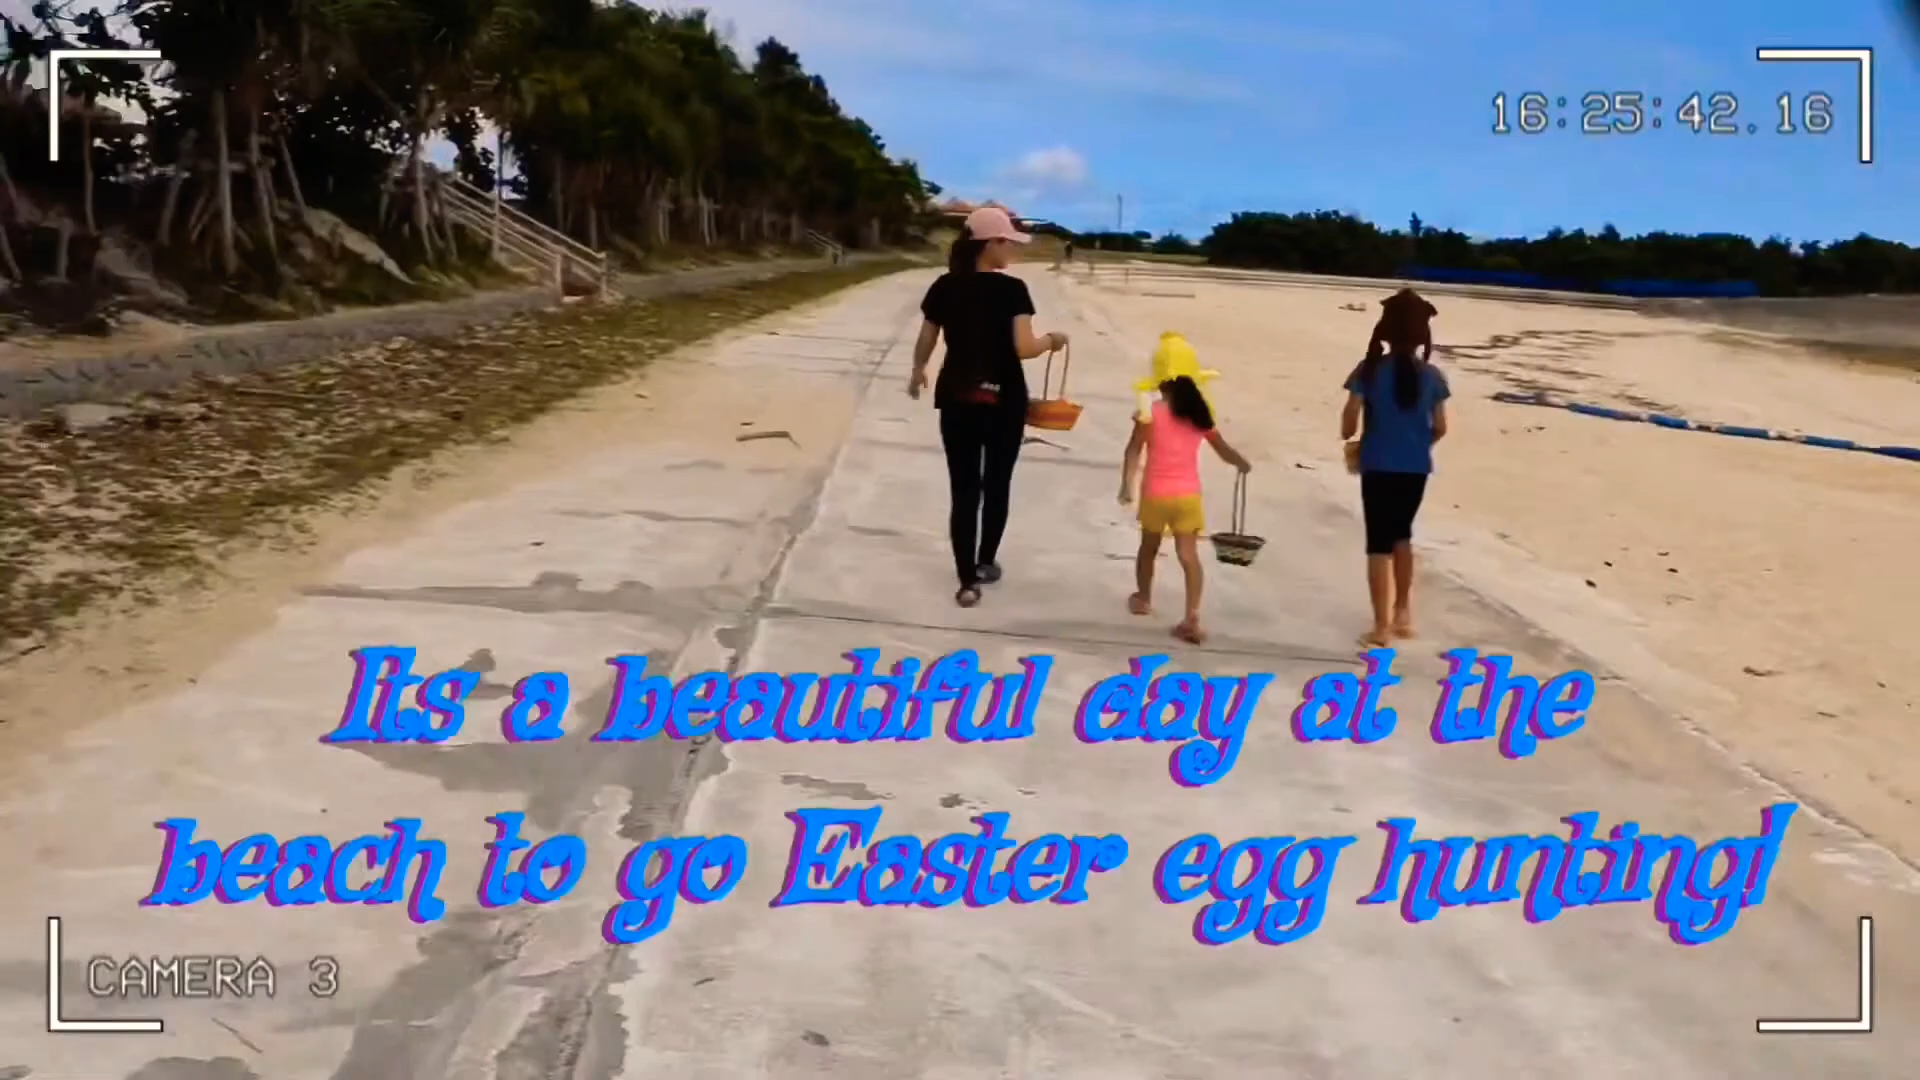 16:25:42.16
Its a beautiful day at the
beach to go Easter egg hunting!
CAMERA 3